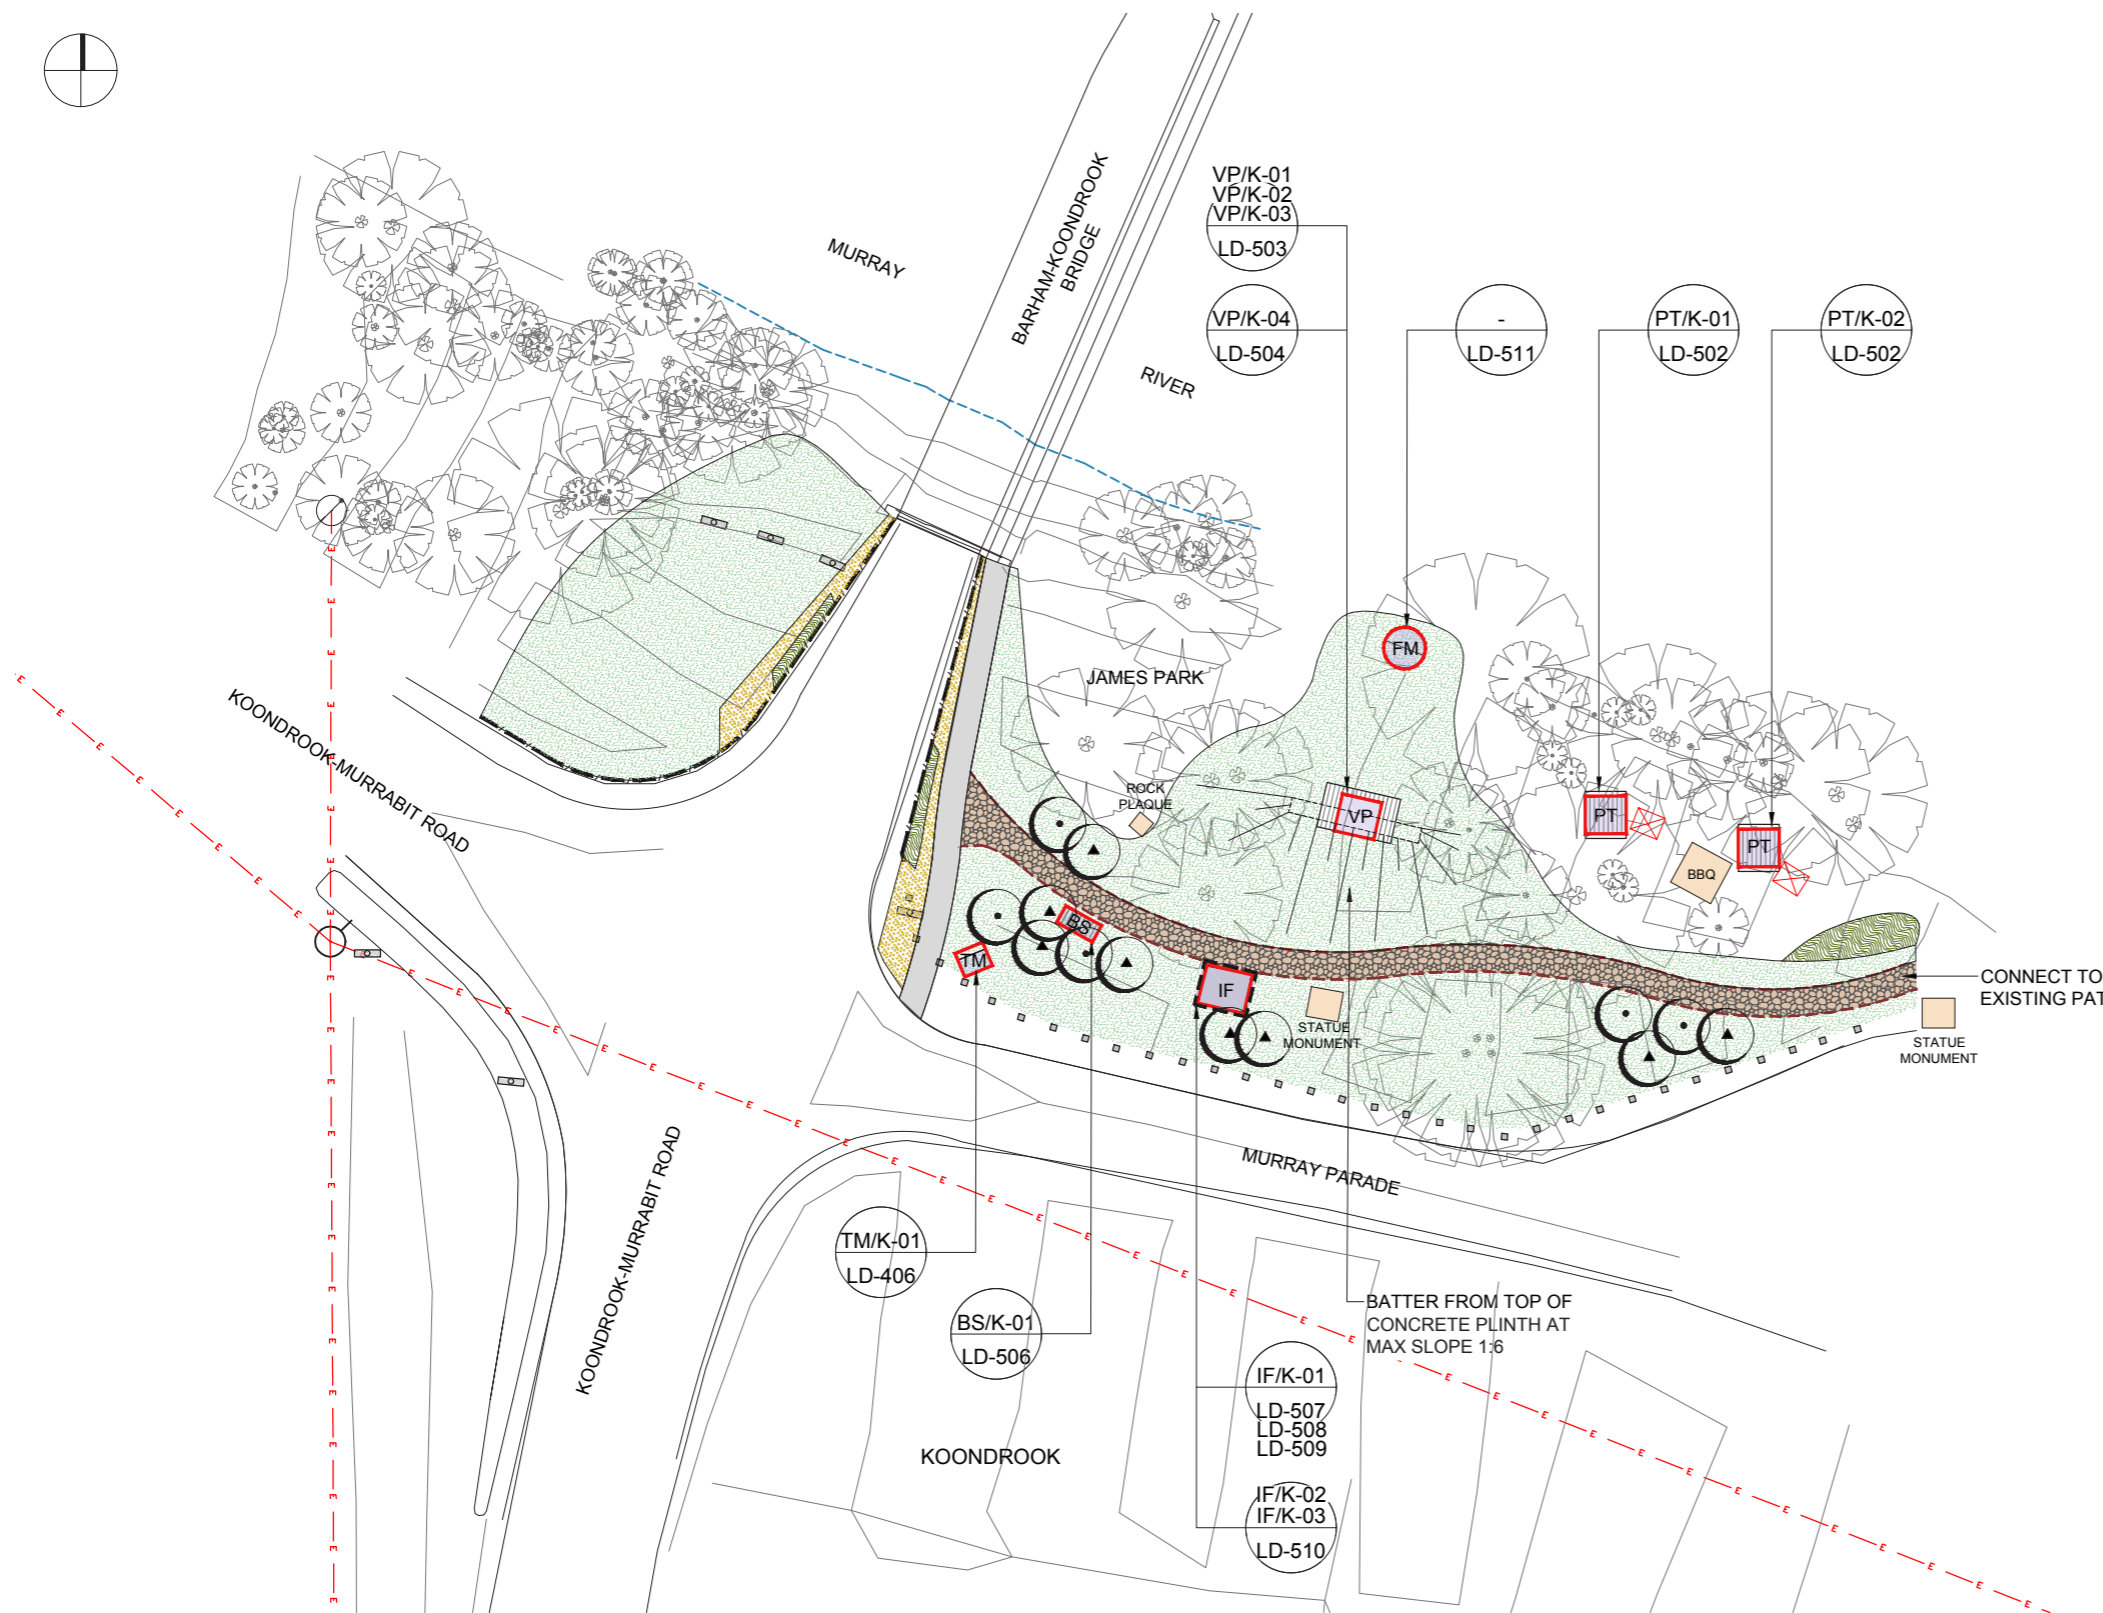 VP/K-01
VP/K-02
VP/K-03
LD-503
VP/K-04
LD-504
-
LD-511
PT/K-01
LD-502
PT/K-02
LD-502
MURRAY
BARHAM-KOONDROOK
BRIDGE
RIVER
FM
JAMES PARK
KOONDROOK-MURRABIT ROAD
ROCK
PLAQUE
VP
PT
PT
BBQ
BS
TM
IF
STATUE
MONUMENT
CONNECT TO
EXISTING PAT
STATUE
MONUMENT
MURRAY PARADE
KOONDROOK-MURRABIT ROAD
TM/K-01
LD-406
BS/K-01
LD-506
BATTER FROM TOP OF
CONCRETE PLINTH AT
MAX SLOPE 1:6
IF/K-01
LD-507
LD-508
LD-509
KOONDROOK
IF/K-02
IF/K-03
LD-510
E E E E E E E E E E E E E E E E E E E E E E E E E E E E E E